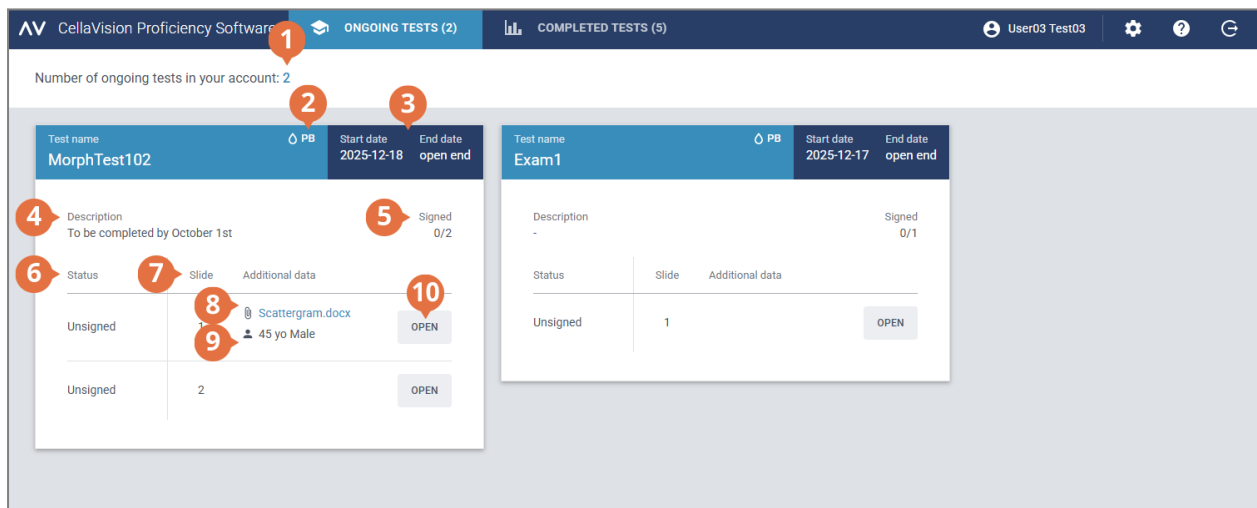 CellaVision Proficiency Software ONGOING TESTS (2) COMPLETED TESTS (5) User03 Test03
1
Number of ongoing tests in your account: 2
2 3
Test name PB Start date End date
MorphTest102 2025-12-18 open end
4 Description 5 Signed
To be completed by October 1st 0/2
6 Status 7 Slide Additional data
8 Scattergram.docx 10
Unsigned 1 OPEN
9 45 yo Male
Unsigned 2 OPEN
Test name PB Start date End date
Exam1 2025-12-17 open end
Description Signed
- 0/1
Status Slide Additional data
Unsigned 1 OPEN